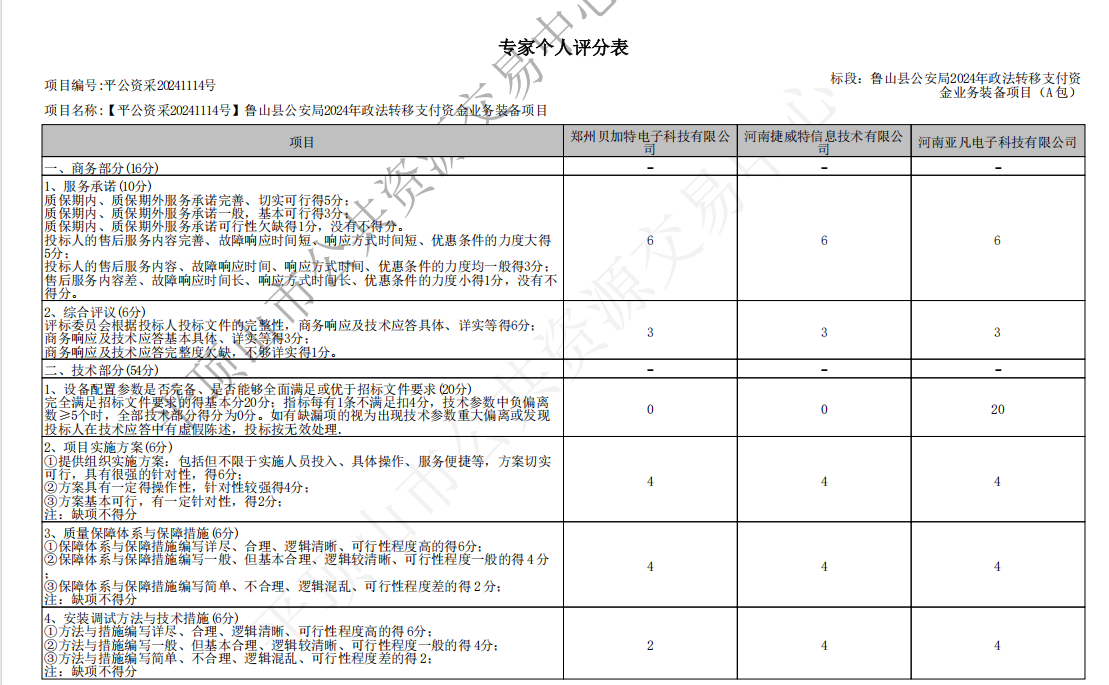 专家个人评分表
项目编号:平公资采20241114号
标段：鲁山县公安局2024年政法转移支付资
金业务装备项目（A包）
项目名称:【平公资采20241114号】鲁山县公安局2024年政法转移支付资金业务装备项目
项目
郑州贝加特电子科技有限公
司
河南捷威特信息技术有限公
司
河南亚凡电子科技有限公司
一、商务部分(16分)
－ － －
1、服务承诺(10分)
质保期内、质保期外服务承诺完善、切实可行得5分；
质保期内、质保期外服务承诺一般，基本可行得3分；
质保期内、质保期外服务承诺可行性欠缺得1分，没有不得分。
投标人的售后服务内容完善、故障响应时间短、响应方式时间短、优惠条件的力度大得
5分；
投标人的售后服务内容、故障响应时间、响应方式时间、优惠条件的力度均一般得3分；
售后服务内容差、故障响应时间长、响应方式时间长、优惠条件的力度小得1分，没有不
得分。
6 6 6
2、综合评议(6分)
评标委员会根据投标人投标文件的完整性，商务响应及技术应答具体、详实等得6分；
商务响应及技术应答基本具体、详实等得3分；
商务响应及技术应答完整度欠缺，不够详实得1分。
3 3 3
二、技术部分(54分)
－ － －
1、设备配置参数是否完备、是否能够全面满足或优于招标文件要求(20分)
完全满足招标文件要求的得基本分20分；指标每有1条不满足扣4分，技术参数中负偏离
数≥5个时，全部技术部分得分为0分。如有缺漏项的视为出现技术参数重大偏离或发现
投标人在技术应答中有虚假陈述，投标按无效处理.
0 0 20
2、项目实施方案(6分)
①提供组织实施方案：包括但不限于实施人员投入、具体操作、服务便捷等，方案切实
可行，具有很强的针对性，得6分；
②方案具有一定得操作性，针对性较强得4分；
③方案基本可行，有一定针对性，得2分；
注：缺项不得分
4 4 4
3、质量保障体系与保障措施(6分)
①保障体系与保障措施编写详尽、合理、逻辑清晰、可行性程度高的得6分；
②保障体系与保障措施编写一般、但基本合理、逻辑较清晰、可行性程度一般的得 4 分
；
③保障体系与保障措施编写简单、不合理、逻辑混乱、可行性程度差的得 2 分；
注：缺项不得分
4 4 4
4、安装调试方法与技术措施(6分)
①方法与措施编写详尽、合理、逻辑清晰、可行性程度高的得 6分；
②方法与措施编写一般、但基本合理、逻辑较清晰、可行性程度一般的得 4分；
③方法与措施编写简单、不合理、逻辑混乱、可行性程度差的得 2；
注：缺项不得分
2 4 4
平顶山市公共资源交易中心
平顶山市公共资源交易中心